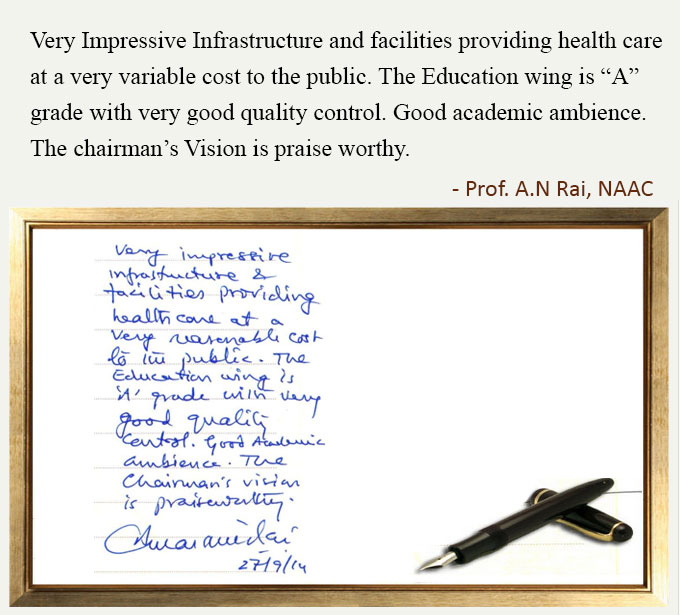 Very Impressive Infrastructure and facilities providing health care
at a very variable cost to the public. The Education wing is “A”
grade with very good quality control. Good academic ambience.
The chairman’s Vision is praise worthy.
- Prof. A.N Rai, NAAC
Very impressive
infrastructure &
facilities providing
health care at a
very reasonable cost
to the public. The
Education wing is
'A' grade with very
good quality
Control. Good Academic
ambience. The
Chairman's vision
is praiseworthy.
27/9/14